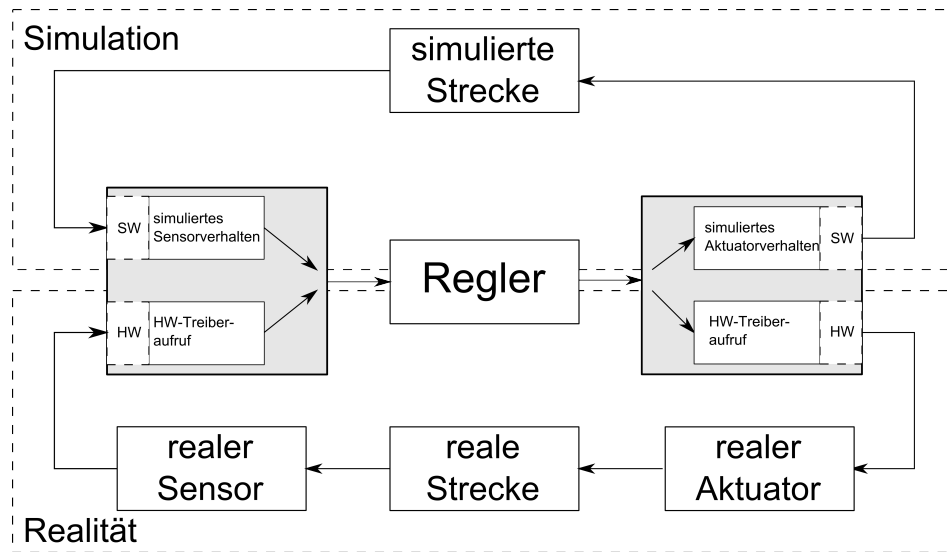 Simulation
simulierte
Strecke
SW
simuliertes
Sensorverhalten
HW
HW-Treiber-
aufruf
Regler
simuliertes
Aktuatorverhalten
SW
HW-Treiber-
aufruf
HW
realer
Sensor
reale
Strecke
realer
Aktuator
Realität